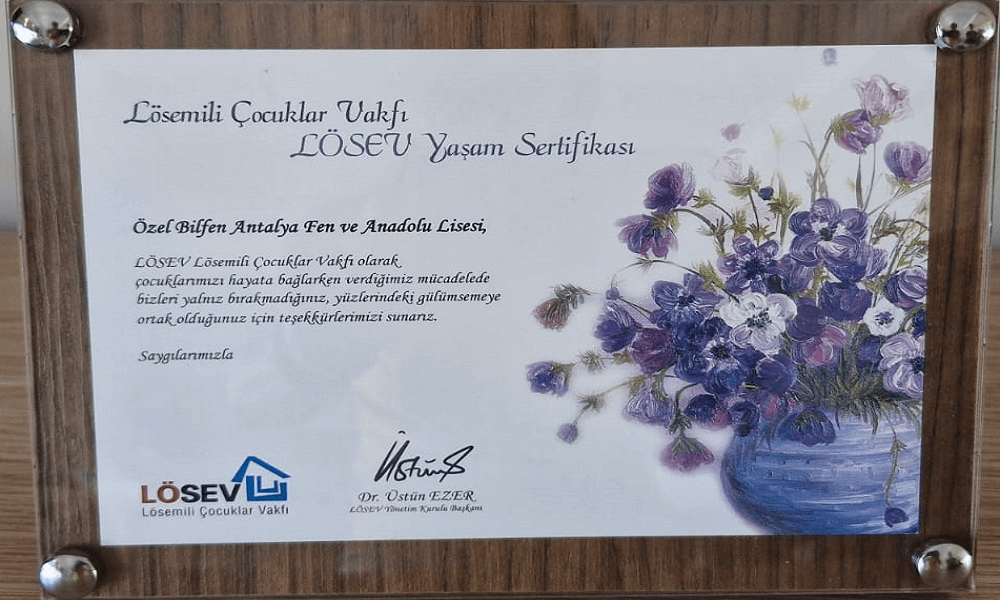 Lösemili Çocuklar Vakfı
LÖSEV Yaşam Sertifikası
Özel Bilfen Antalya Fen ve Anadolu Lisesi,
LÖSEV Lösemili Çocuklar Vakfı olarak
çocuklarımızı hayata bağlarken verdiğimiz mücadelede
bizleri yalnız bırakmadığınız, yüzlerindeki gülümsemeye
ortak olduğunuz için teşekkürlerimizi sunarız.
Saygılarımızla
LÖSEV
Lösemili Çocuklar Vakfı
Üstün
Dr. Üstün EZER
LÖSEV Yönetim Kurulu Başkanı